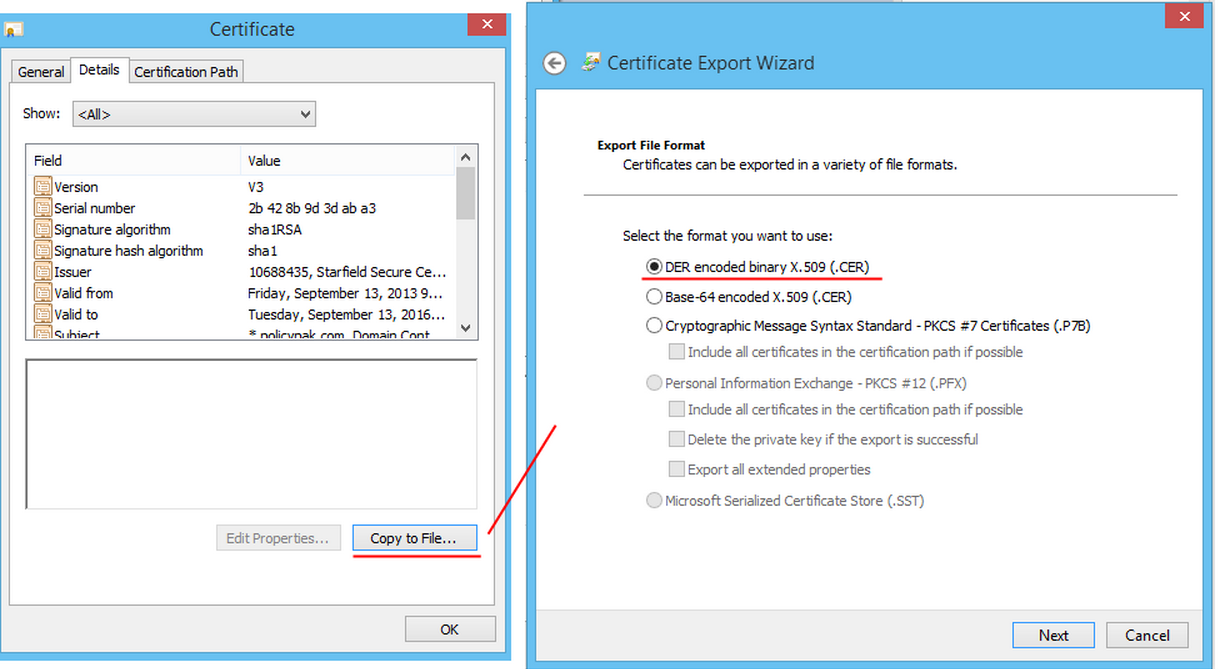 Certificate
General Details Certification Path
Show: <All>
Field Value
Version V3
Serial number 2b 42 8b 9d 3d ab a3
Signature algorithm sha1RSA
Signature hash algorithm sha1
Issuer 10688435, Starfield Secure Ce...
Valid from Friday, September 13, 2013 9...
Valid to Tuesday, September 13, 2016...
Subject *.policypak.com, Domain Cont...
Edit Properties... Copy to File...
OK
Certificate Export Wizard
Export File Format
Certificates can be exported in a variety of file formats.
Select the format you want to use:
DER encoded binary X.509 (.CER)
Base-64 encoded X.509 (.CER)
Cryptographic Message Syntax Standard - PKCS #7 Certificates (.P7B)
Include all certificates in the certification path if possible
Personal Information Exchange - PKCS #12 (.PFX)
Include all certificates in the certification path if possible
Delete the private key if the export is successful
Export all extended properties
Microsoft Serialized Certificate Store (.SST)
Next Cancel